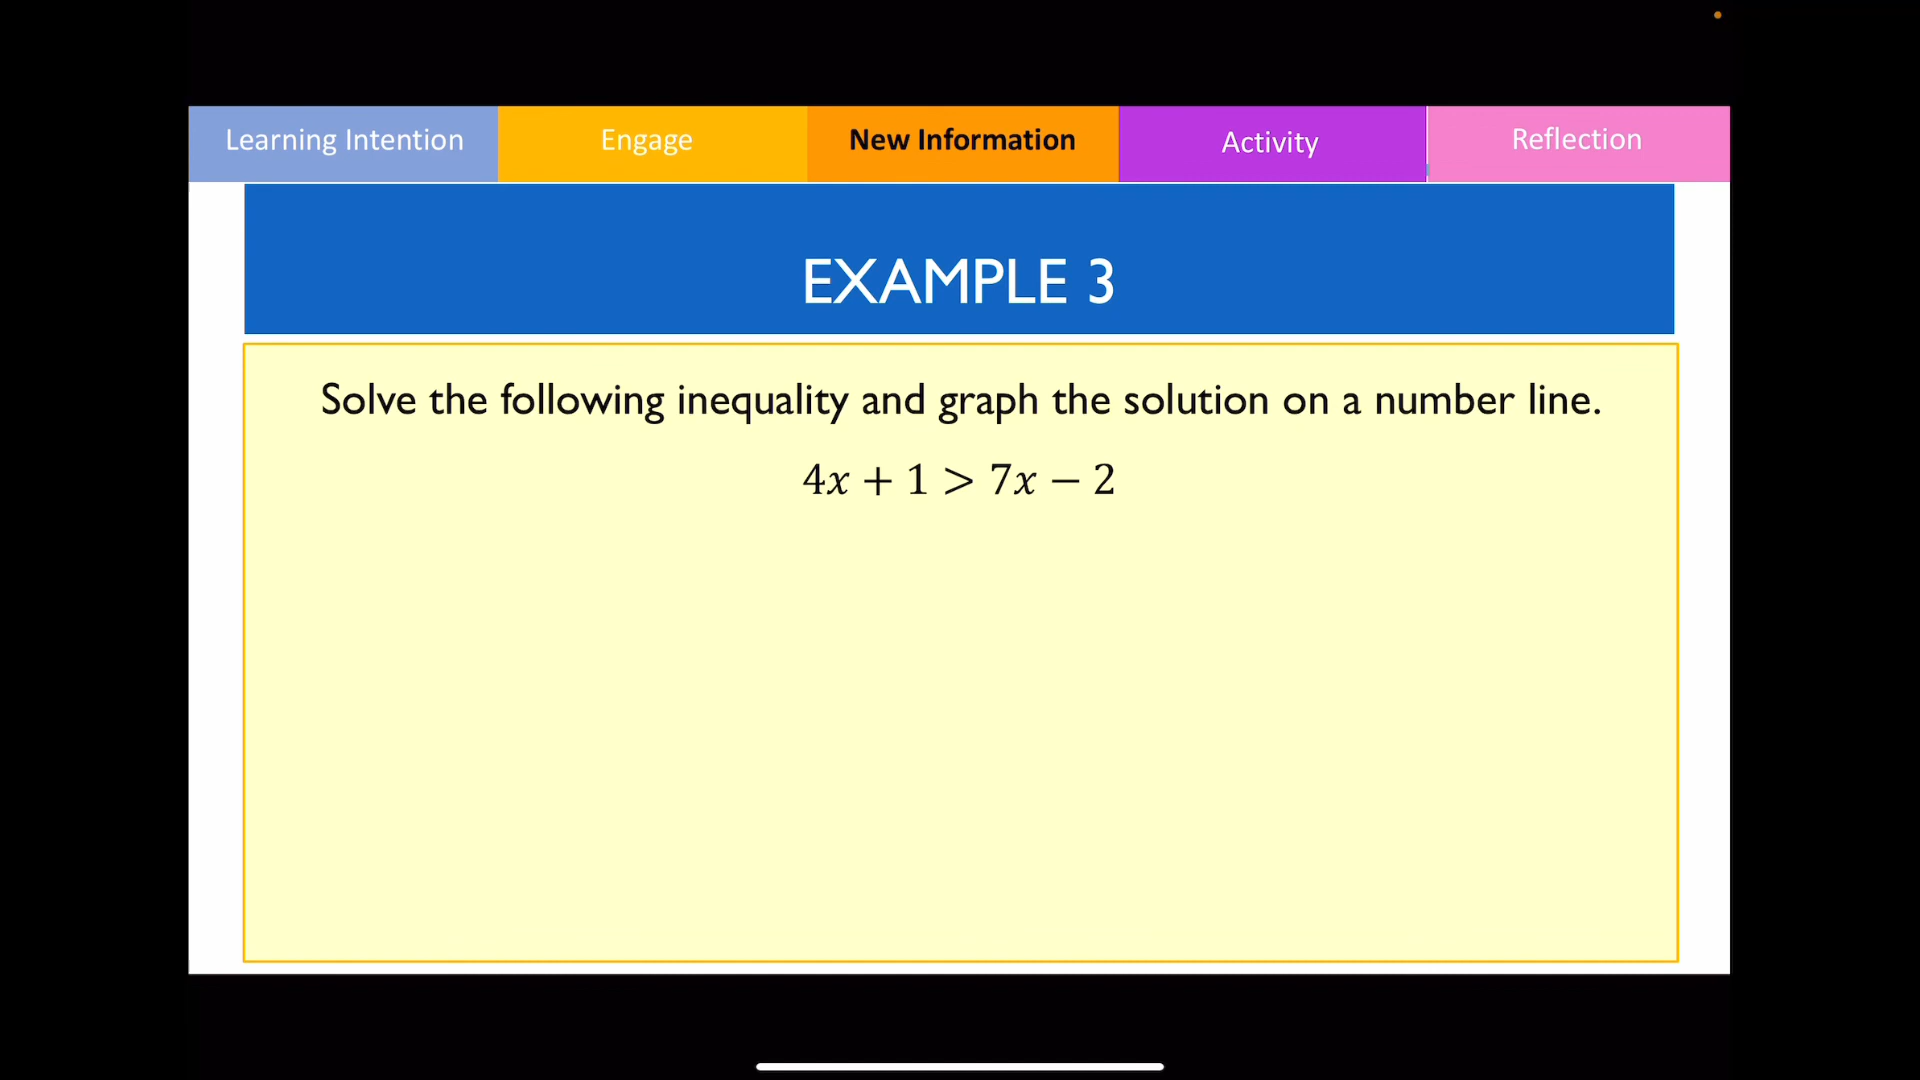 Learning Intention
Engage
New Information
Activity
Reflection
EXAMPLE 3
Solve the following inequality and graph the solution on a number line.
4x + 1 > 7x − 2